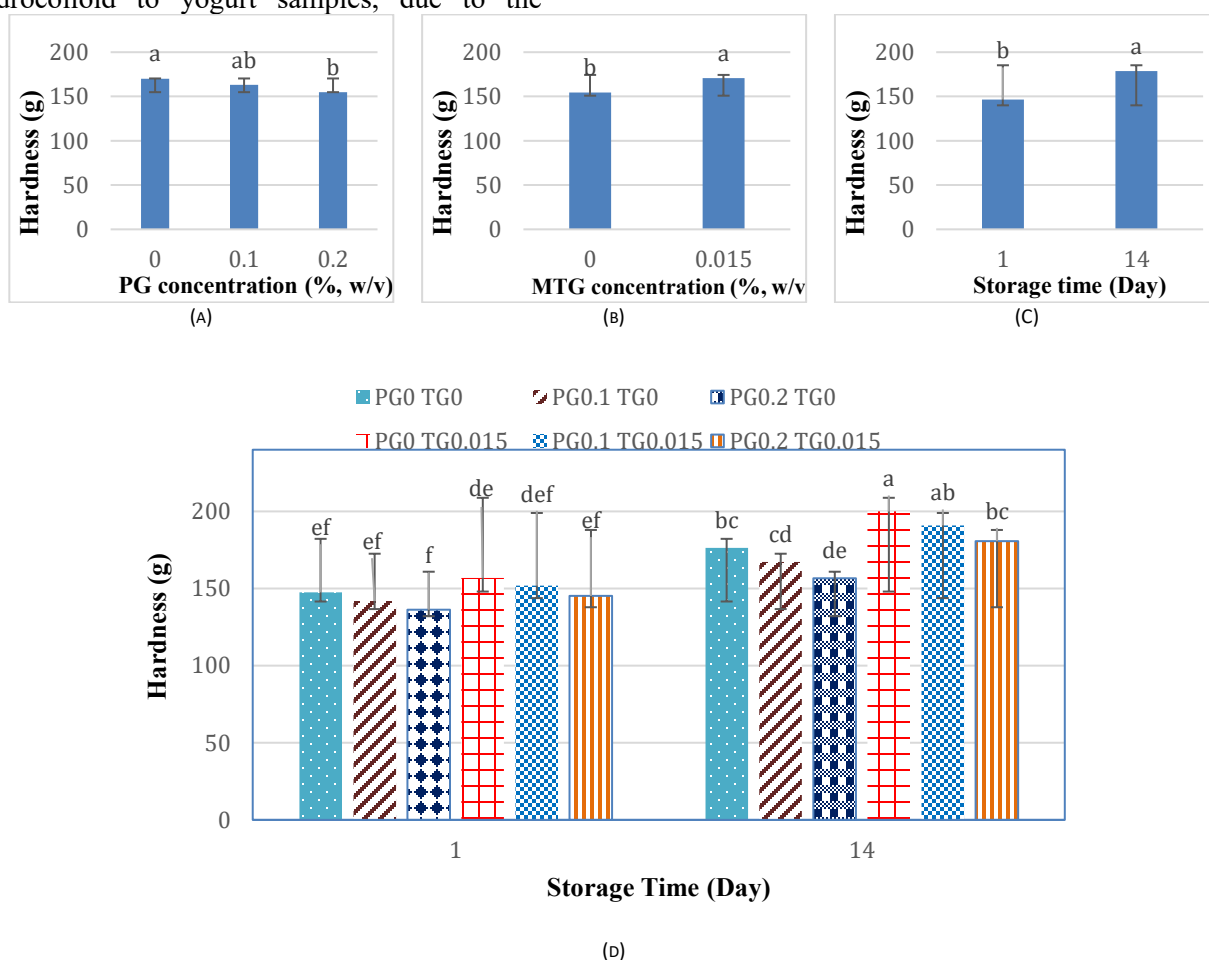 drocolloid to yogurt samples, due to the
200
150
100
50
0
Hardness (g)
a
ab
b
0 0.1 0.2
PG concentration (%, w/v)
(A)
200
150
100
50
0
Hardness (g)
b
a
0 0.015
MTG concentration (%, w/v
(B)
200
150
100
50
0
Hardness (g)
b
a
1 14
Storage time (Day)
(C)
PG0 TG0 PG0.1 TG0 PG0.2 TG0
PG0 TG0.015 PG0.1 TG0.015 PG0.2 TG0.015
200
150
100
50
0
Hardness (g)
ef ef f de def ef bc cd de a ab bc
1 14
Storage Time (Day)
(D)